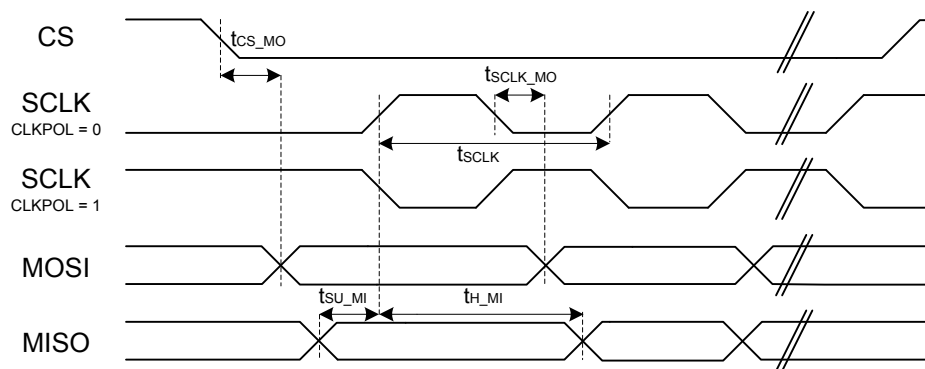 CS
tCS_MO
SCLK
CLKPOL = 0
tSCLK_MO
tSCLK
SCLK
CLKPOL = 1
MOSI
tSU_MI
tH_MI
MISO